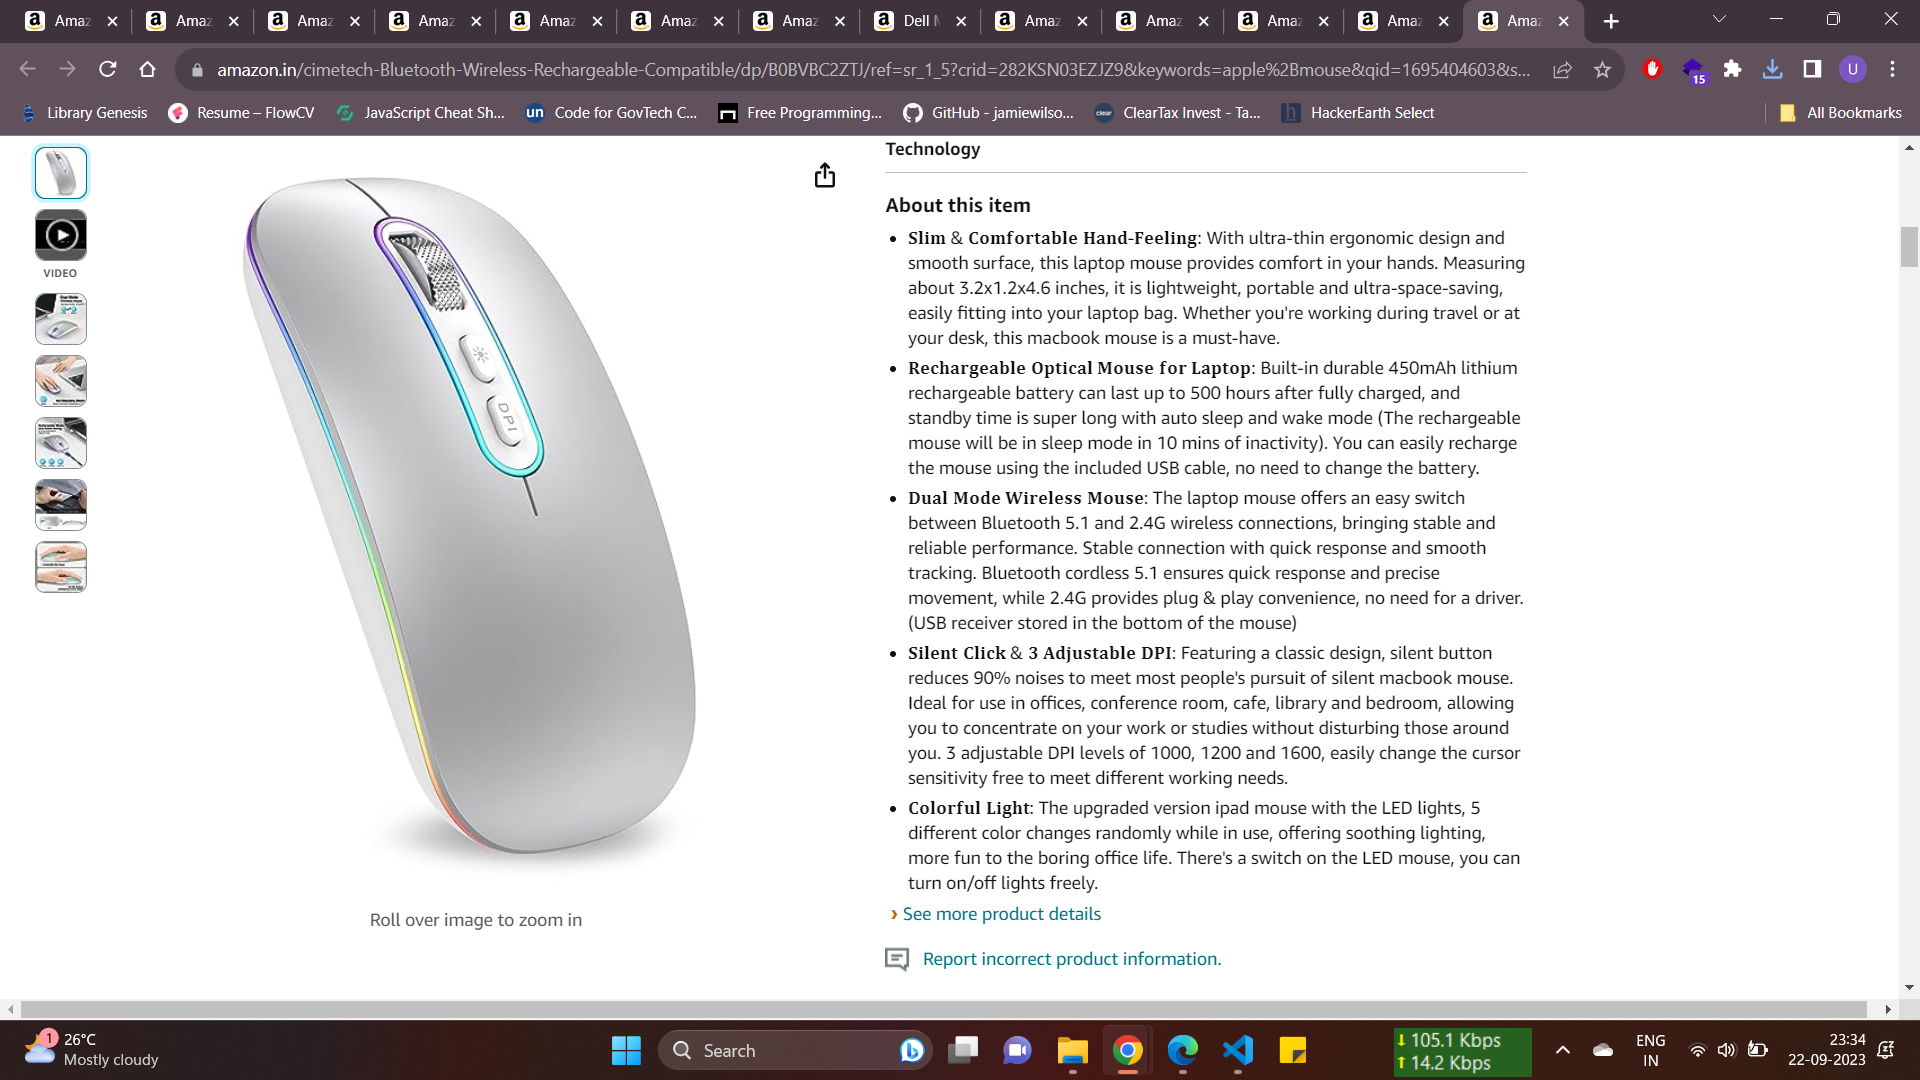 Amaz Amaz Amaz Amaz Amaz Amaz Amaz Dell M Amaz Amaz Amaz Amaz Amaz
amazon.in/cimetech-Bluetooth-Wireless-Rechargeable-Compatible/dp/B0BVBC2ZTJ/ref=sr_1_5?crid=282KSN03EZJZ9&keywords=apple%2Bmouse&qid=1695404603&s... 15 U
Library Genesis Resume – FlowCV JavaScript Cheat Sh... un Code for GovTech C... Free Programming... GitHub - jamiewilso... clear ClearTax Invest - Ta... h HackerEarth Select All Bookmarks
VIDEO
DPI
Roll over image to zoom in
Technology
About this item
Slim & Comfortable Hand-Feeling: With ultra-thin ergonomic design and
smooth surface, this laptop mouse provides comfort in your hands. Measuring
about 3.2x1.2x4.6 inches, it is lightweight, portable and ultra-space-saving,
easily fitting into your laptop bag. Whether you're working during travel or at
your desk, this macbook mouse is a must-have.
Rechargeable Optical Mouse for Laptop: Built-in durable 450mAh lithium
rechargeable battery can last up to 500 hours after fully charged, and
standby time is super long with auto sleep and wake mode (The rechargeable
mouse will be in sleep mode in 10 mins of inactivity). You can easily recharge
the mouse using the included USB cable, no need to change the battery.
Dual Mode Wireless Mouse: The laptop mouse offers an easy switch
between Bluetooth 5.1 and 2.4G wireless connections, bringing stable and
reliable performance. Stable connection with quick response and smooth
tracking. Bluetooth cordless 5.1 ensures quick response and precise
movement, while 2.4G provides plug & play convenience, no need for a driver.
(USB receiver stored in the bottom of the mouse)
Silent Click & 3 Adjustable DPI: Featuring a classic design, silent button
reduces 90% noises to meet most people's pursuit of silent macbook mouse.
Ideal for use in offices, conference room, cafe, library and bedroom, allowing
you to concentrate on your work or studies without disturbing those around
you. 3 adjustable DPI levels of 1000, 1200 and 1600, easily change the cursor
sensitivity free to meet different working needs.
Colorful Light: The upgraded version ipad mouse with the LED lights, 5
different color changes randomly while in use, offering soothing lighting,
more fun to the boring office life. There's a switch on the LED mouse, you can
turn on/off lights freely.
› See more product details
Report incorrect product information.
1 26°C
Mostly cloudy
Search
105.1 Kbps
14.2 Kbps
ENG
IN
23:34
22-09-2023